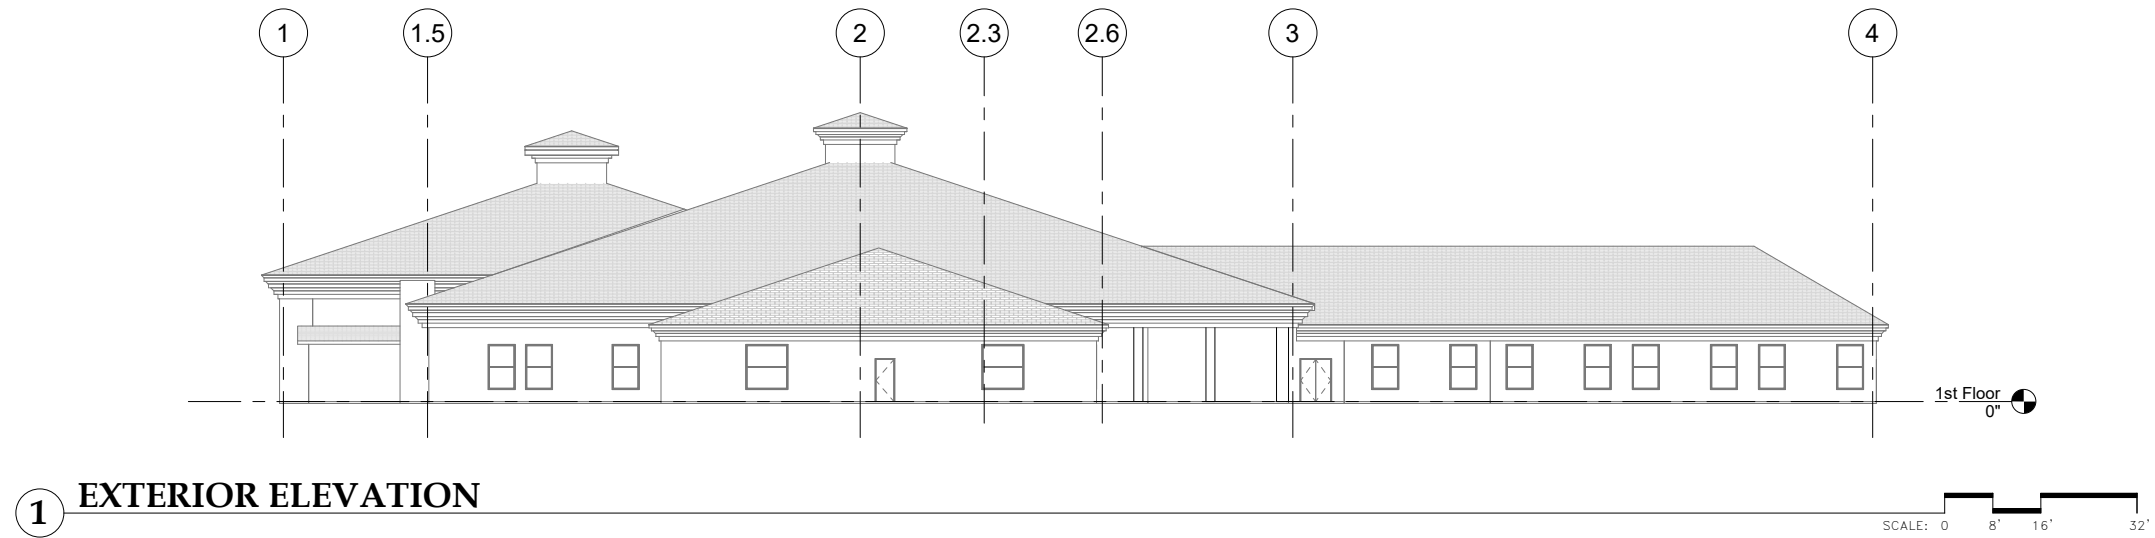 1 1.5 2 2.3 2.6 3 4
1st Floor
0"
1 EXTERIOR ELEVATION
SCALE: 0 8' 16' 32'